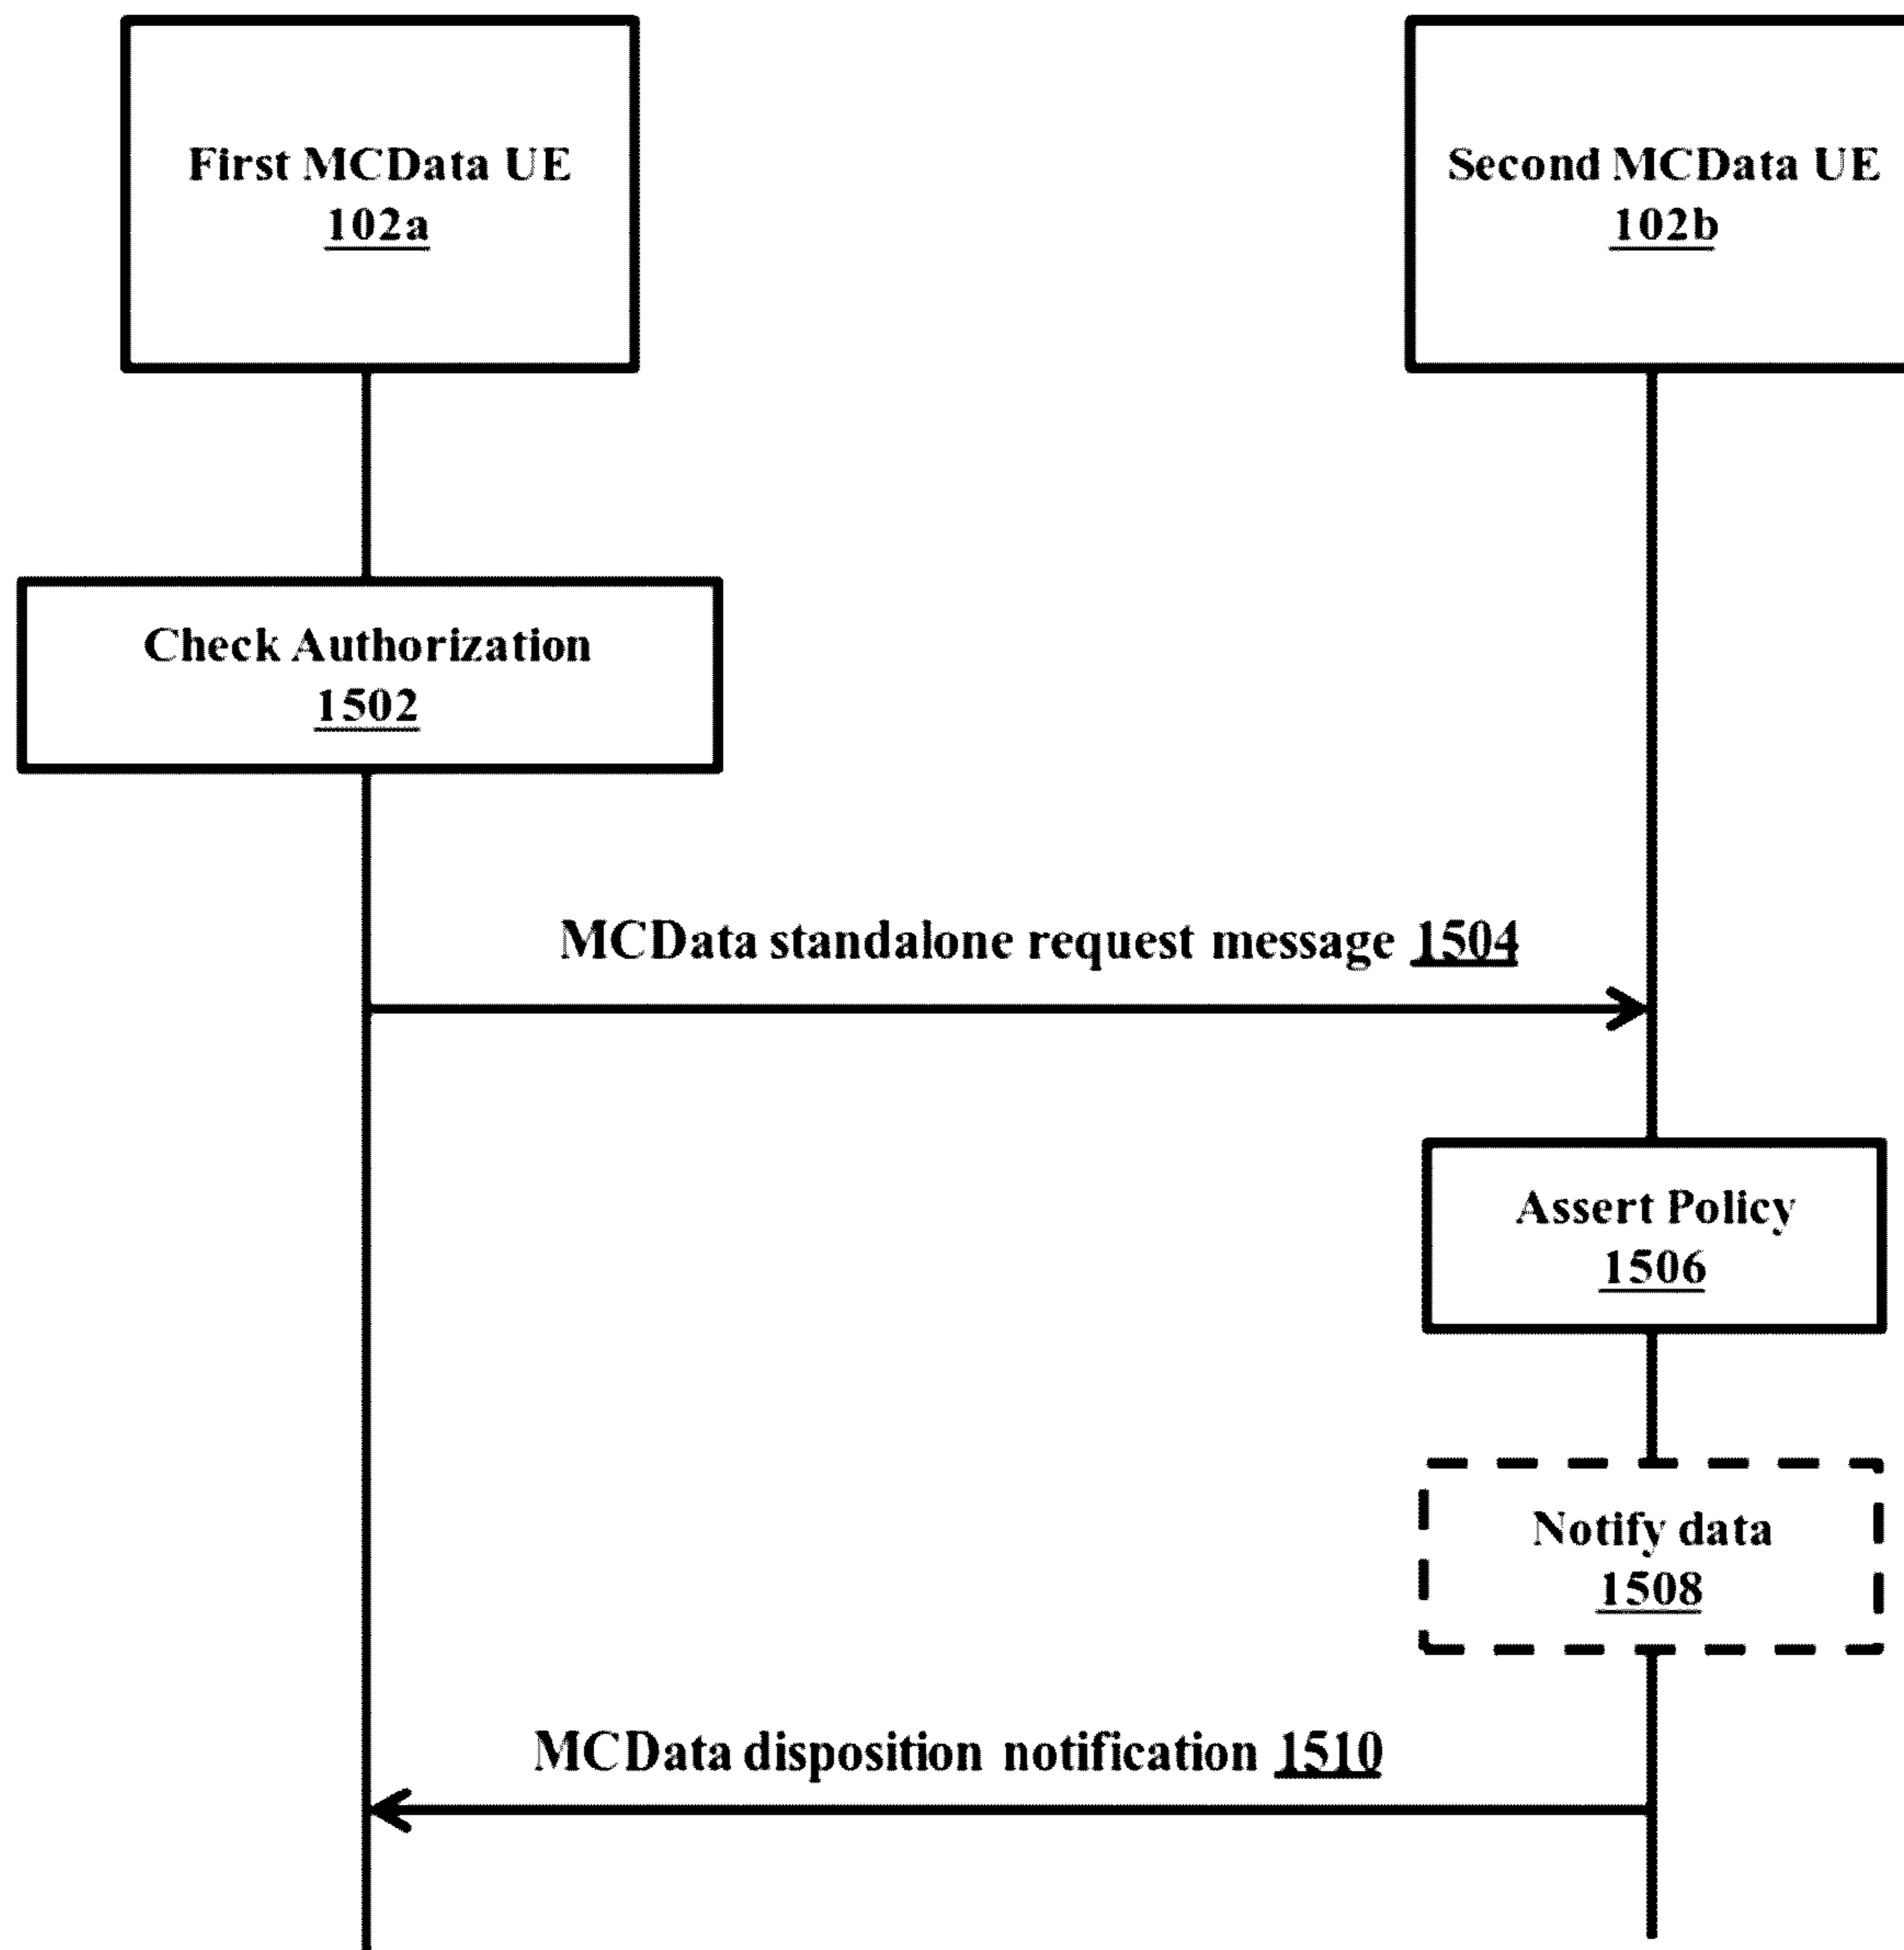 First MCData UE
102a
Second MCData UE
102b
Check Authorization
1502
MCData standalone request message 1504
Assert Policy
1506
Notify data
1508
MCData disposition notification 1510